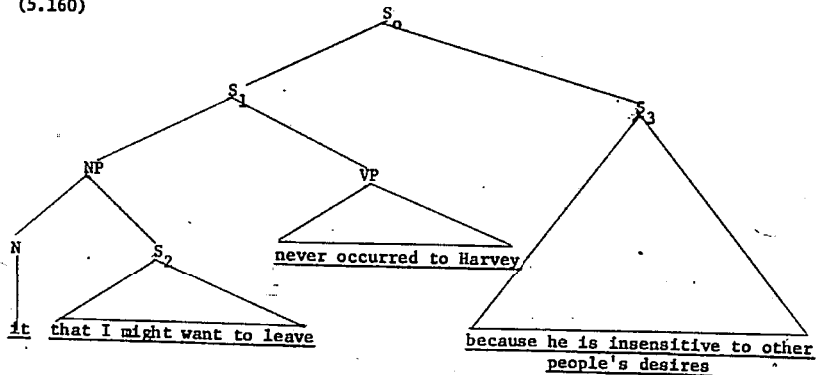 (5.160)
S0
S1
S3
NP
VP
N
S2
never occurred to Harvey
it that I might want to leave
because he is insensitive to other
people's desires